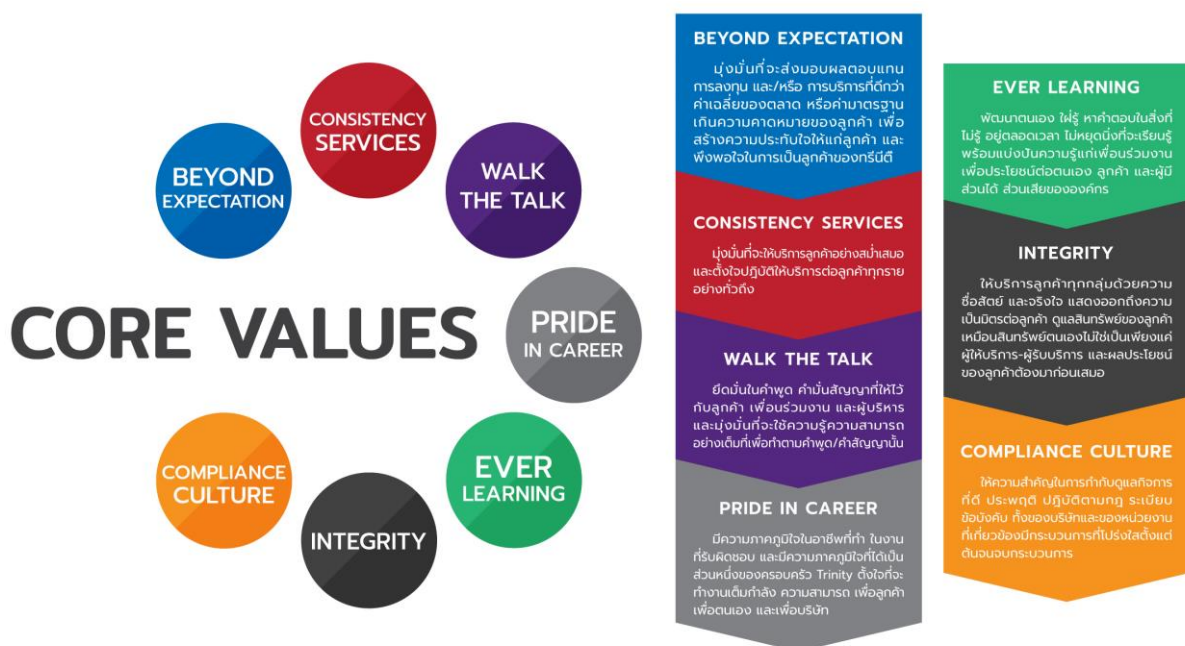 CONSISTENCY
SERVICES
BEYOND
EXPECTATION
WALK
THE TALK
CORE VALUES
PRIDE
IN CAREER
COMPLIANCE
CULTURE
EVER
LEARNING
INTEGRITY
BEYOND EXPECTATION
มุ่งมั่นที่จะส่งมอบผลตอบแทน
การลงทุน และ/หรือ การบริการที่ดีกว่า
ค่าเฉลี่ยของตลาด หรือค่ามาตรฐาน
เกินความคาดหมายของลูกค้า เพื่อ
สร้างความประทับใจให้แก่ลูกค้า และ
พึงพอใจในการเป็นลูกค้าของทรีนีตี้
CONSISTENCY SERVICES
มุ่งมั่นที่จะให้บริการลูกค้าอย่างสม่ำเสมอ
และตั้งใจปฏิบัติให้บริการต่อลูกค้าทุกราย
อย่างทั่วถึง
WALK THE TALK
ยึดมั่นในคำพูด คำมั่นสัญญาที่ให้ไว้
กับลูกค้า เพื่อนร่วมงาน และผู้บริหาร
และมุ่งมั่นที่จะใช้ความรู้ความสามารถ
อย่างเต็มที่เพื่อทำตามคำพูด/คำสัญญานั้น
PRIDE IN CAREER
มีความภาคภูมิใจในอาชีพที่ทำ ในงาน
ที่รับผิดชอบ และมีความภาคภูมิใจที่ได้เป็น
ส่วนหนึ่งของครอบครัว Trinity ตั้งใจที่จะ
ทำงานเต็มกำลัง ความสามารถ เพื่อลูกค้า
เพื่อตนเอง และเพื่อบริษัท
EVER LEARNING
พัฒนาตนเอง ใฝ่รู้ หาคำตอบในสิ่งที่
ไม่รู้ อยู่ตลอดเวลา ไม่หยุดนิ่งที่จะเรียนรู้
พร้อมแบ่งปันความรู้แก่เพื่อนร่วมงาน
เพื่อประโยชน์ต่อตนเอง ลูกค้า และผู้มี
ส่วนได้ ส่วนเสียขององค์กร
INTEGRITY
ให้บริการลูกค้าทุกกลุ่มด้วยความ
ซื่อสัตย์ และจริงใจ แสดงออกถึงความ
เป็นมิตรต่อลูกค้า ดูแลสินทรัพย์ของลูกค้า
เหมือนสินทรัพย์ตนเองไม่ใช่เป็นเพียงแค่
ผู้ให้บริการ-ผู้รับบริการ และผลประโยชน์
ของลูกค้าต้องมาก่อนเสมอ
COMPLIANCE CULTURE
ให้ความสำคัญในการกำกับดูแลกิจการ
ที่ดี ประพฤติ ปฏิบัติตามกฎ ระเบียบ
ข้อบังคับ ทั้งของบริษัทและของหน่วยงาน
ที่เกี่ยวข้องมีกระบวนการที่โปร่งใสตั้งแต่
ต้นจนจบกระบวนการ